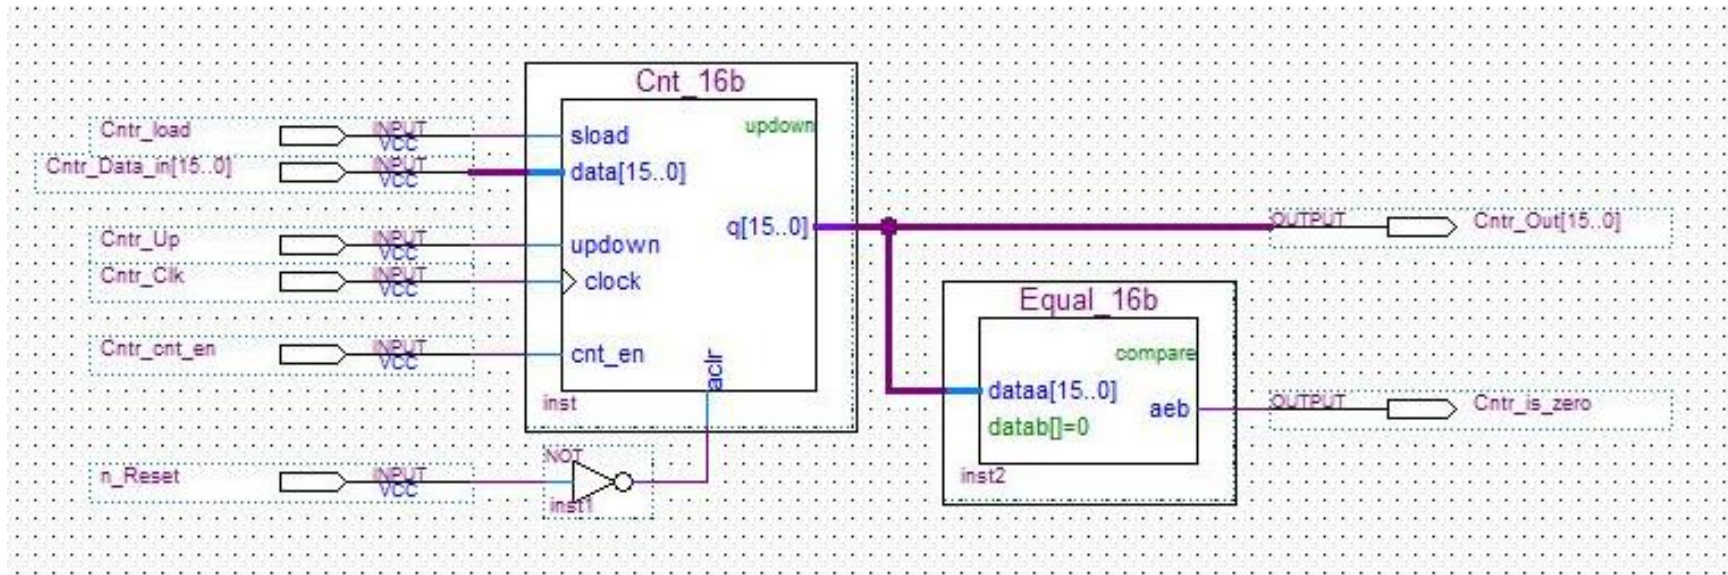 Cnt_16b
Cntr_load INPUT VCC sload updown
Cntr_Data_in[15..0] INPUT VCC data[15..0]
q[15..0] OUTPUT Cntr_Out[15..0]
Cntr_Up INPUT VCC updown
Cntr_Clk INPUT VCC clock
Equal_16b
Cntr_cnt_en INPUT VCC cnt_en aclr compare
dataa[15..0]
inst aeb OUTPUT Cntr_is_zero
datab[]=0
NOT
n_Reset INPUT VCC inst2
inst1